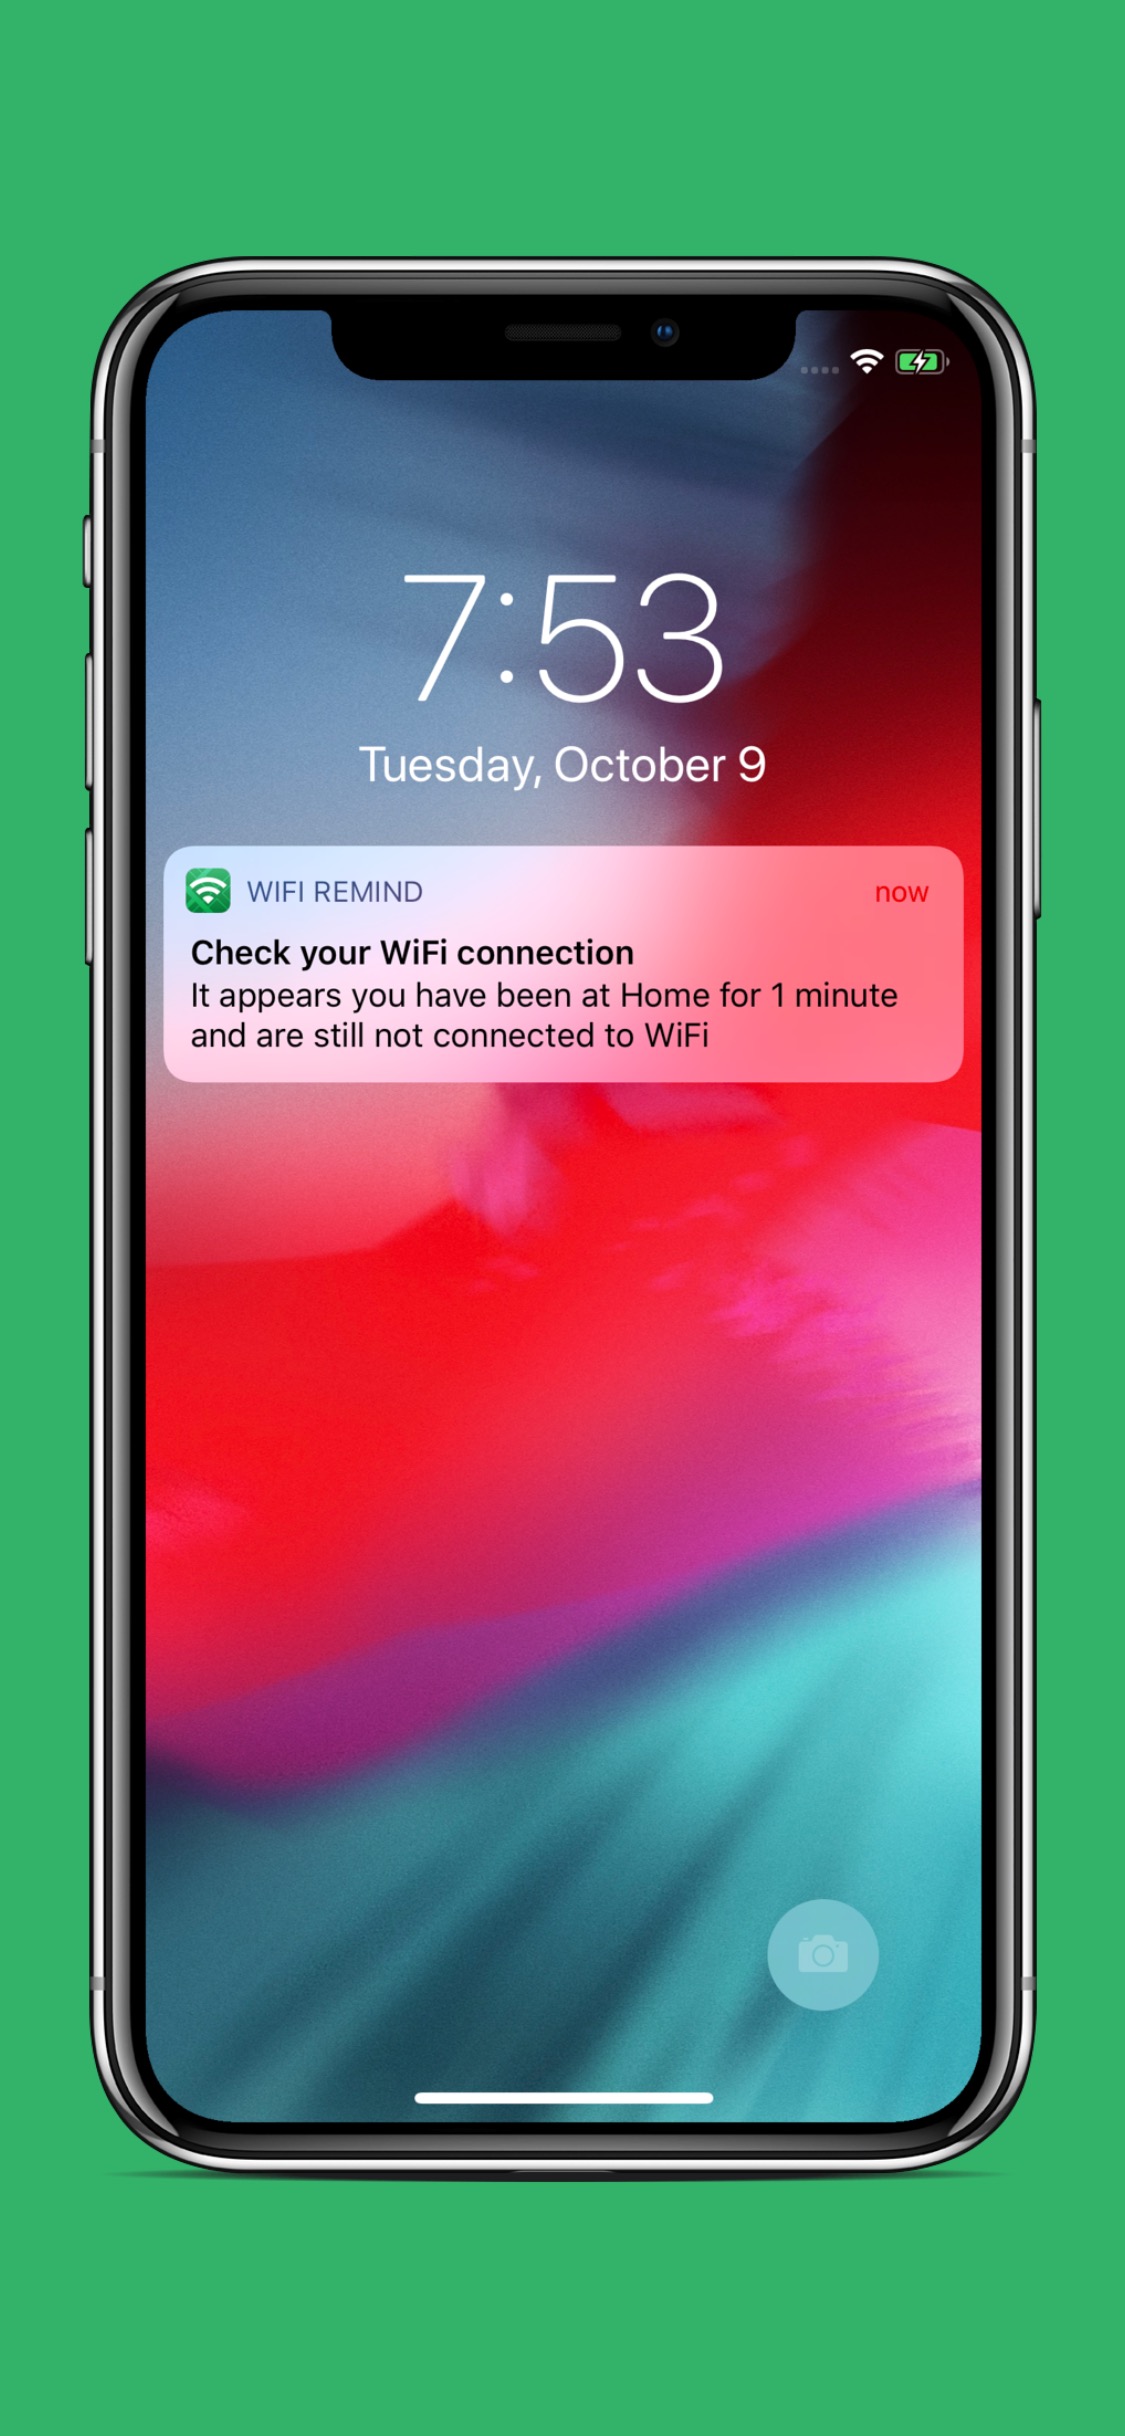 7:53
Tuesday, October 9
WIFI REMIND
now
Check your WiFi connection
It appears you have been at Home for 1 minute
and are still not connected to WiFi